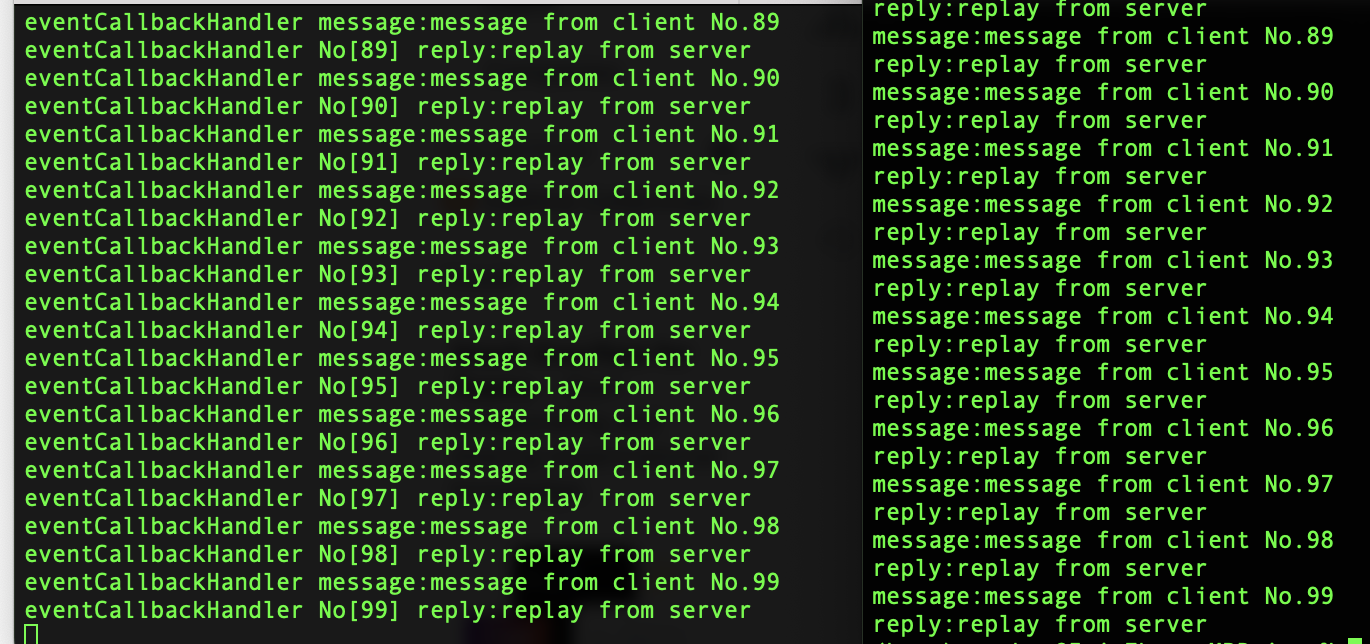 eventCallbackHandler message:message from client No.89
eventCallbackHandler No[89] reply:replay from server
eventCallbackHandler message:message from client No.90
eventCallbackHandler No[90] reply:replay from server
eventCallbackHandler message:message from client No.91
eventCallbackHandler No[91] reply:replay from server
eventCallbackHandler message:message from client No.92
eventCallbackHandler No[92] reply:replay from server
eventCallbackHandler message:message from client No.93
eventCallbackHandler No[93] reply:replay from server
eventCallbackHandler message:message from client No.94
eventCallbackHandler No[94] reply:replay from server
eventCallbackHandler message:message from client No.95
eventCallbackHandler No[95] reply:replay from server
eventCallbackHandler message:message from client No.96
eventCallbackHandler No[96] reply:replay from server
eventCallbackHandler message:message from client No.97
eventCallbackHandler No[97] reply:replay from server
eventCallbackHandler message:message from client No.98
eventCallbackHandler No[98] reply:replay from server
eventCallbackHandler message:message from client No.99
eventCallbackHandler No[99] reply:replay from server
reply:replay from server
message:message from client No.89
reply:replay from server
message:message from client No.90
reply:replay from server
message:message from client No.91
reply:replay from server
message:message from client No.92
reply:replay from server
message:message from client No.93
reply:replay from server
message:message from client No.94
reply:replay from server
message:message from client No.95
reply:replay from server
message:message from client No.96
reply:replay from server
message:message from client No.97
reply:replay from server
message:message from client No.98
reply:replay from server
message:message from client No.99
reply:replay from server